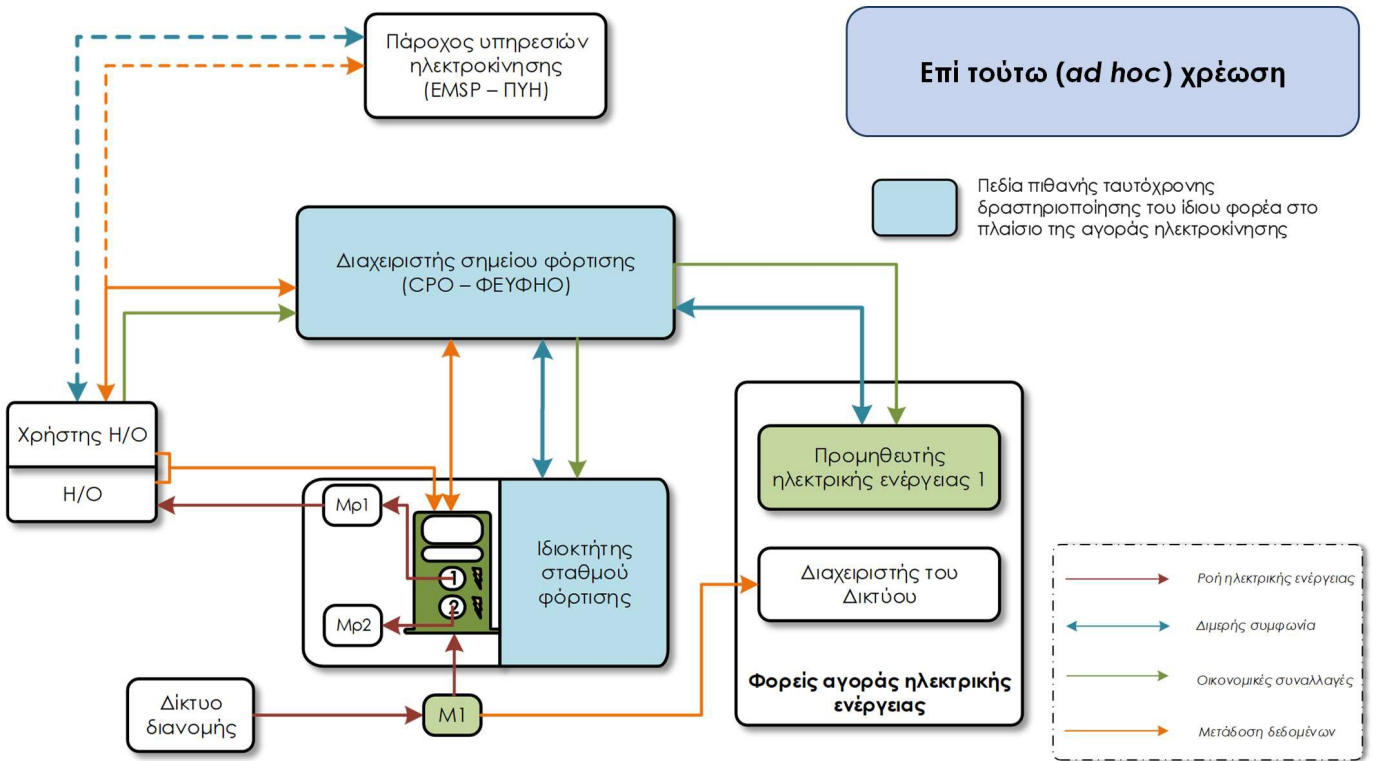 Πάροχος υπηρεσιών
ηλεκτροκίνησης
(EMSP – ΠΥΗ)
Επί τούτω (ad hoc) χρέωση
Πεδία πιθανής ταυτόχρονης
δραστηριοποίησης του ίδιου φορέα στο
πλαίσιο της αγοράς ηλεκτροκίνησης
Διαχειριστής σημείου φόρτισης
(CPO – ΦΕΥΦΗΟ)
Χρήστης Η/Ο
Η/Ο
Προμηθευτής
ηλεκτρικής ενέργειας 1
Mp1
1
2
Mp2
Ιδιοκτήτης
σταθμού
φόρτισης
Διαχειριστής του
Δικτύου
Φορείς αγοράς ηλεκτρικής
ενέργειας
Δίκτυο
διανομής
M1
Ροή ηλεκτρικής ενέργειας
Διμερής συμφωνία
Οικονομικές συναλλαγές
Μετάδοση δεδομένων